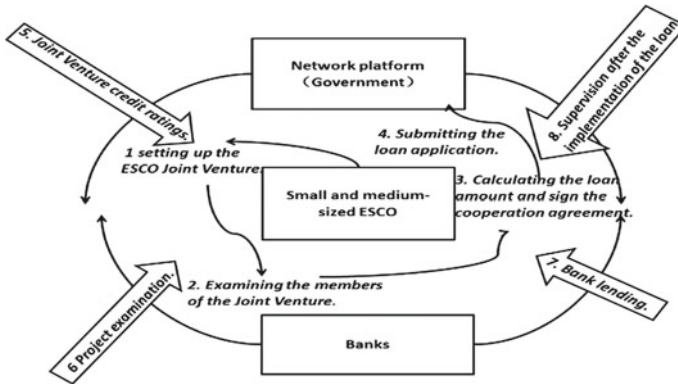 5. Joint Venture credit ratings.
Network platform
（Government）
8. Supervision after the
implementation of the loan
4. Submitting the
loan application.
1 setting up the
ESCO Joint Venture.
Small and medium-
sized ESCO
3. Calculating the loan
amount and sign the
cooperation agreement.
2. Examining the members
of the Joint Venture.
6 Project examination.
7. Bank lending.
Banks